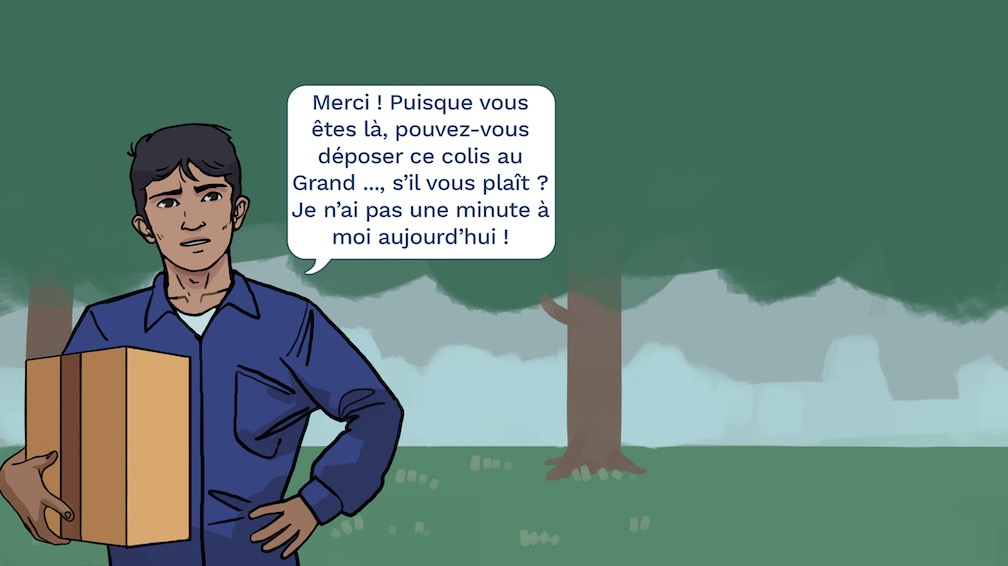 Merci ! Puisque vous
êtes là, pouvez-vous
déposer ce colis au
Grand ..., s’il vous plaît ?
Je n’ai pas une minute à
moi aujourd’hui !